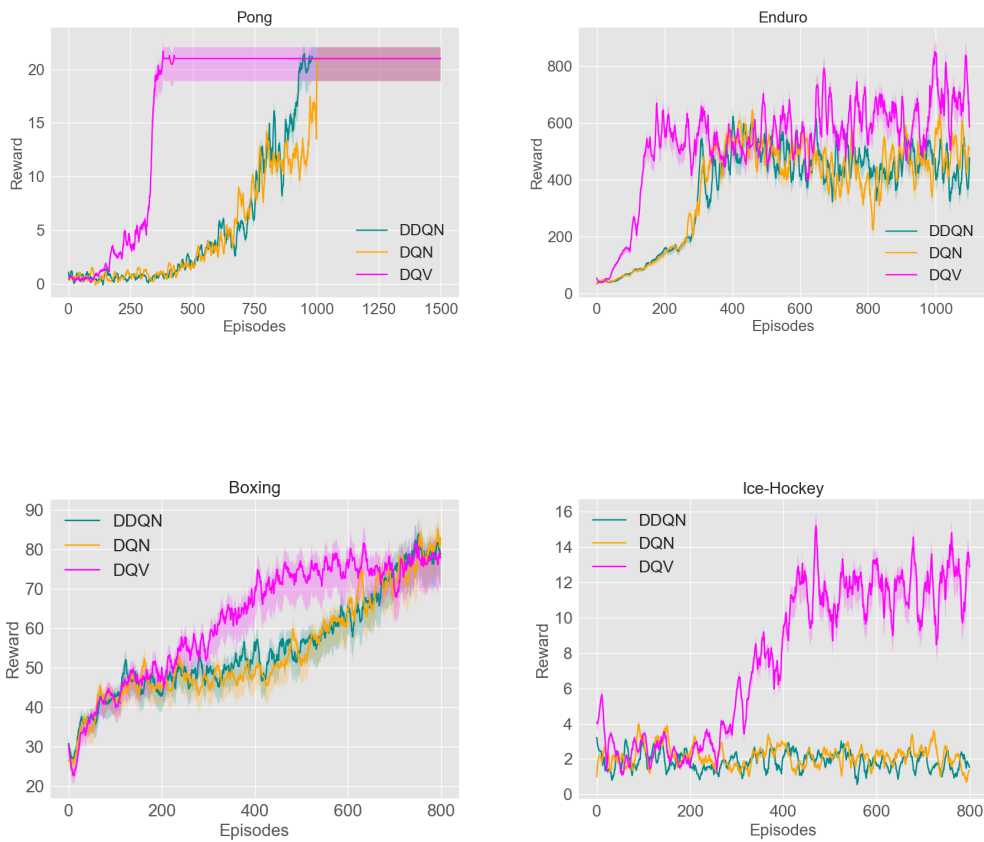 Pong
20
15
10
5
0
Reward
DDQN
DQN
DQV
0 250 500 750 1000 1250 1500
Episodes
Enduro
800
600
400
200
0
Reward
DDQN
DQN
DQV
0 200 400 600 800 1000
Episodes
Boxing
90
80
70
60
50
40
30
20
Reward
DDQN
DQN
DQV
0 200 400 600 800
Episodes
Ice-Hockey
16
14
12
10
8
6
4
2
0
Reward
DDQN
DQN
DQV
0 200 400 600 800
Episodes